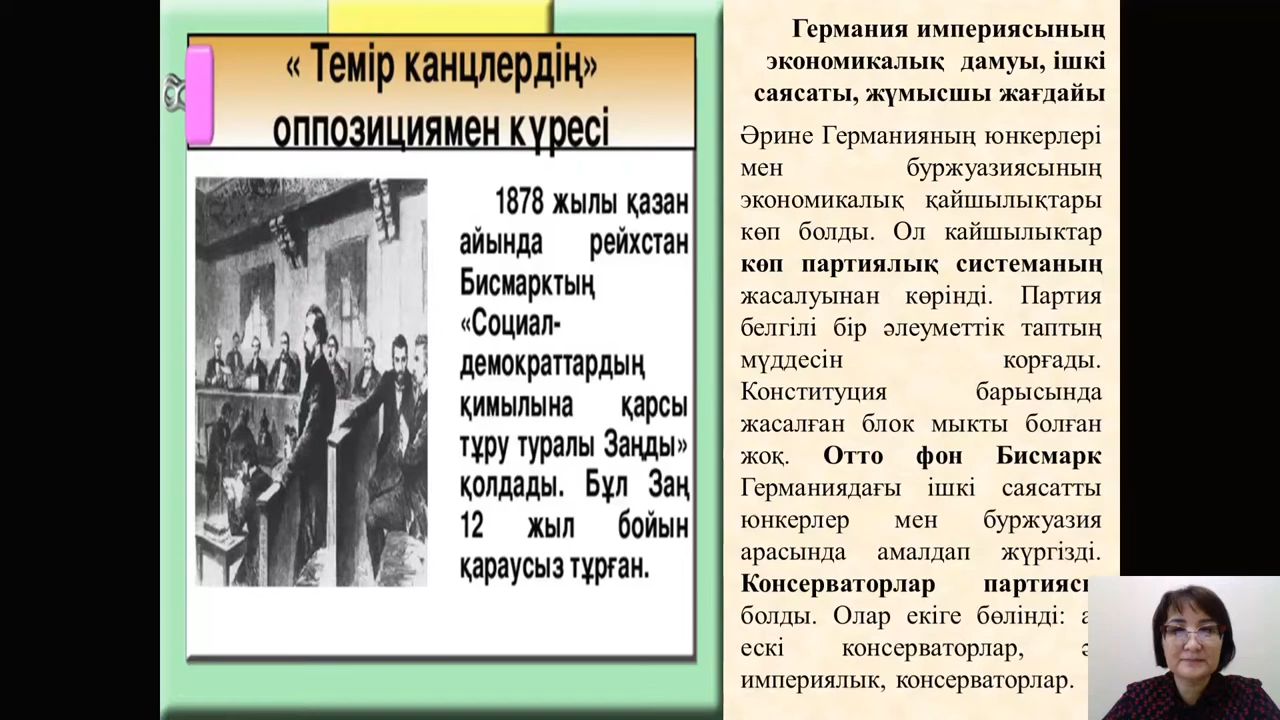 « Темір канцлердің»
оппозициямен күресі
1878 жылы қазан
айында рейхстан
Бисмарктың
«Социал-
демократтардың
қимылына қарсы
тұру туралы Заңды»
қолдады. Бұл Заң
12 жыл бойын
қараусыз тұрған.
Германия империясының
экономикалық дамуы, ішкі
саясаты, жұмысшы жағдайы
Әрине Германияның юнкерлері
мен буржуазиясының
экономикалық қайшылықтары
көп болды. Ол кайшылыктар
көп партиялық системаның
жасалуынан көрінді. Партия
белгілі бір әлеуметтік таптың
мүддесін корғады.
Конституция барысында
жасалған блок мықты болған
жоқ. Отто фон Бисмарк
Германиядағы ішкі саясатты
юнкерлер мен буржуазия
арасында амалдап жүргізді.
Консерваторлар
болды. Олар екіге бөлінді:
ескі консерваторлар,
империялык, консерваторлар.